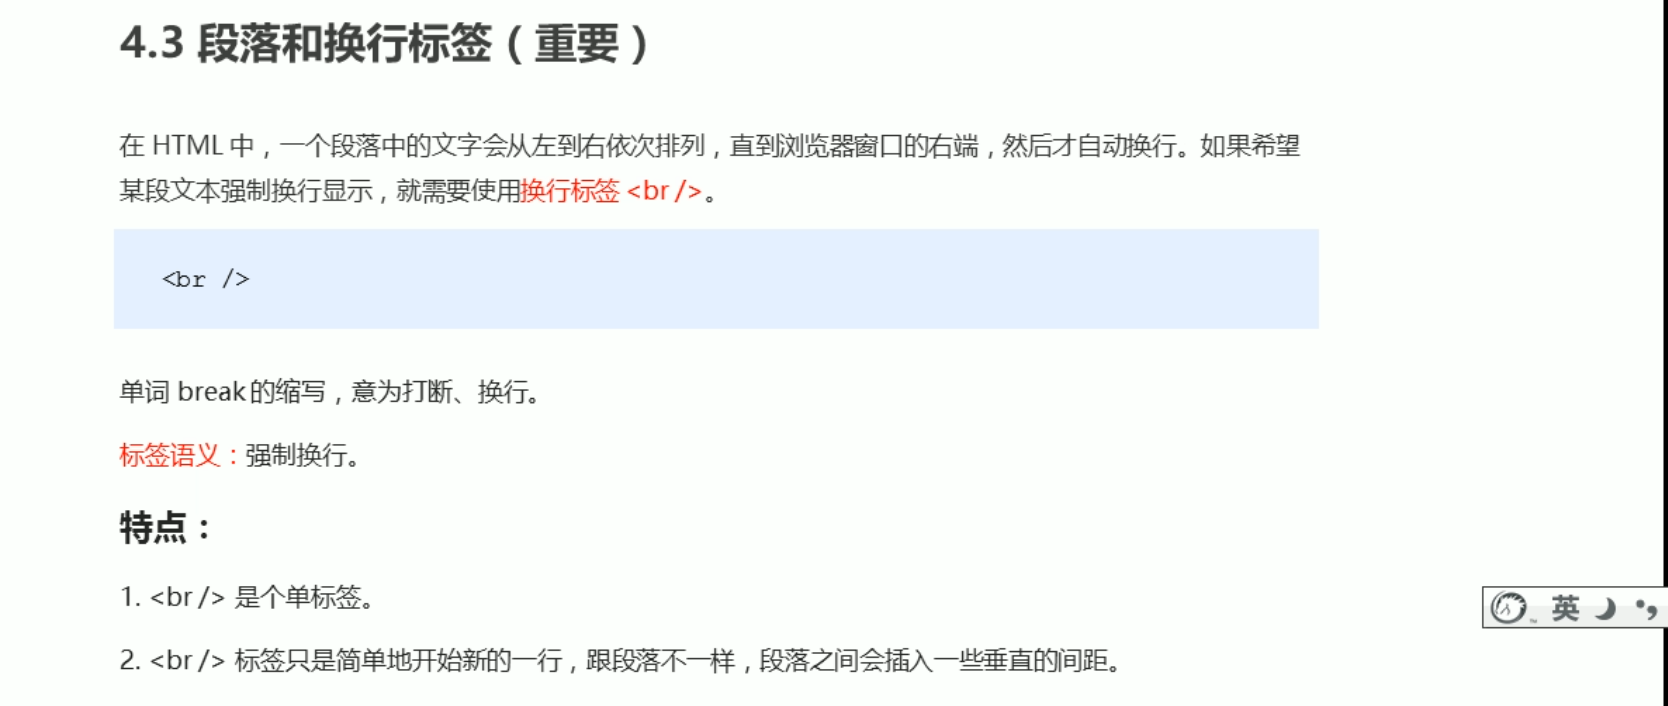 4.3 段落和换行标签（重要）
在 HTML 中，一个段落中的文字会从左到右依次排列，直到浏览器窗口的右端，然后才自动换行。如果希望
某段文本强制换行显示，就需要使用换行标签 <br />。
<br />
单词 break 的缩写，意为打断、换行。
标签语义：强制换行。
特点：
1. <br /> 是个单标签。
英
2. <br /> 标签只是简单地开始新的一行，跟段落不一样，段落之间会插入一些垂直的间距。